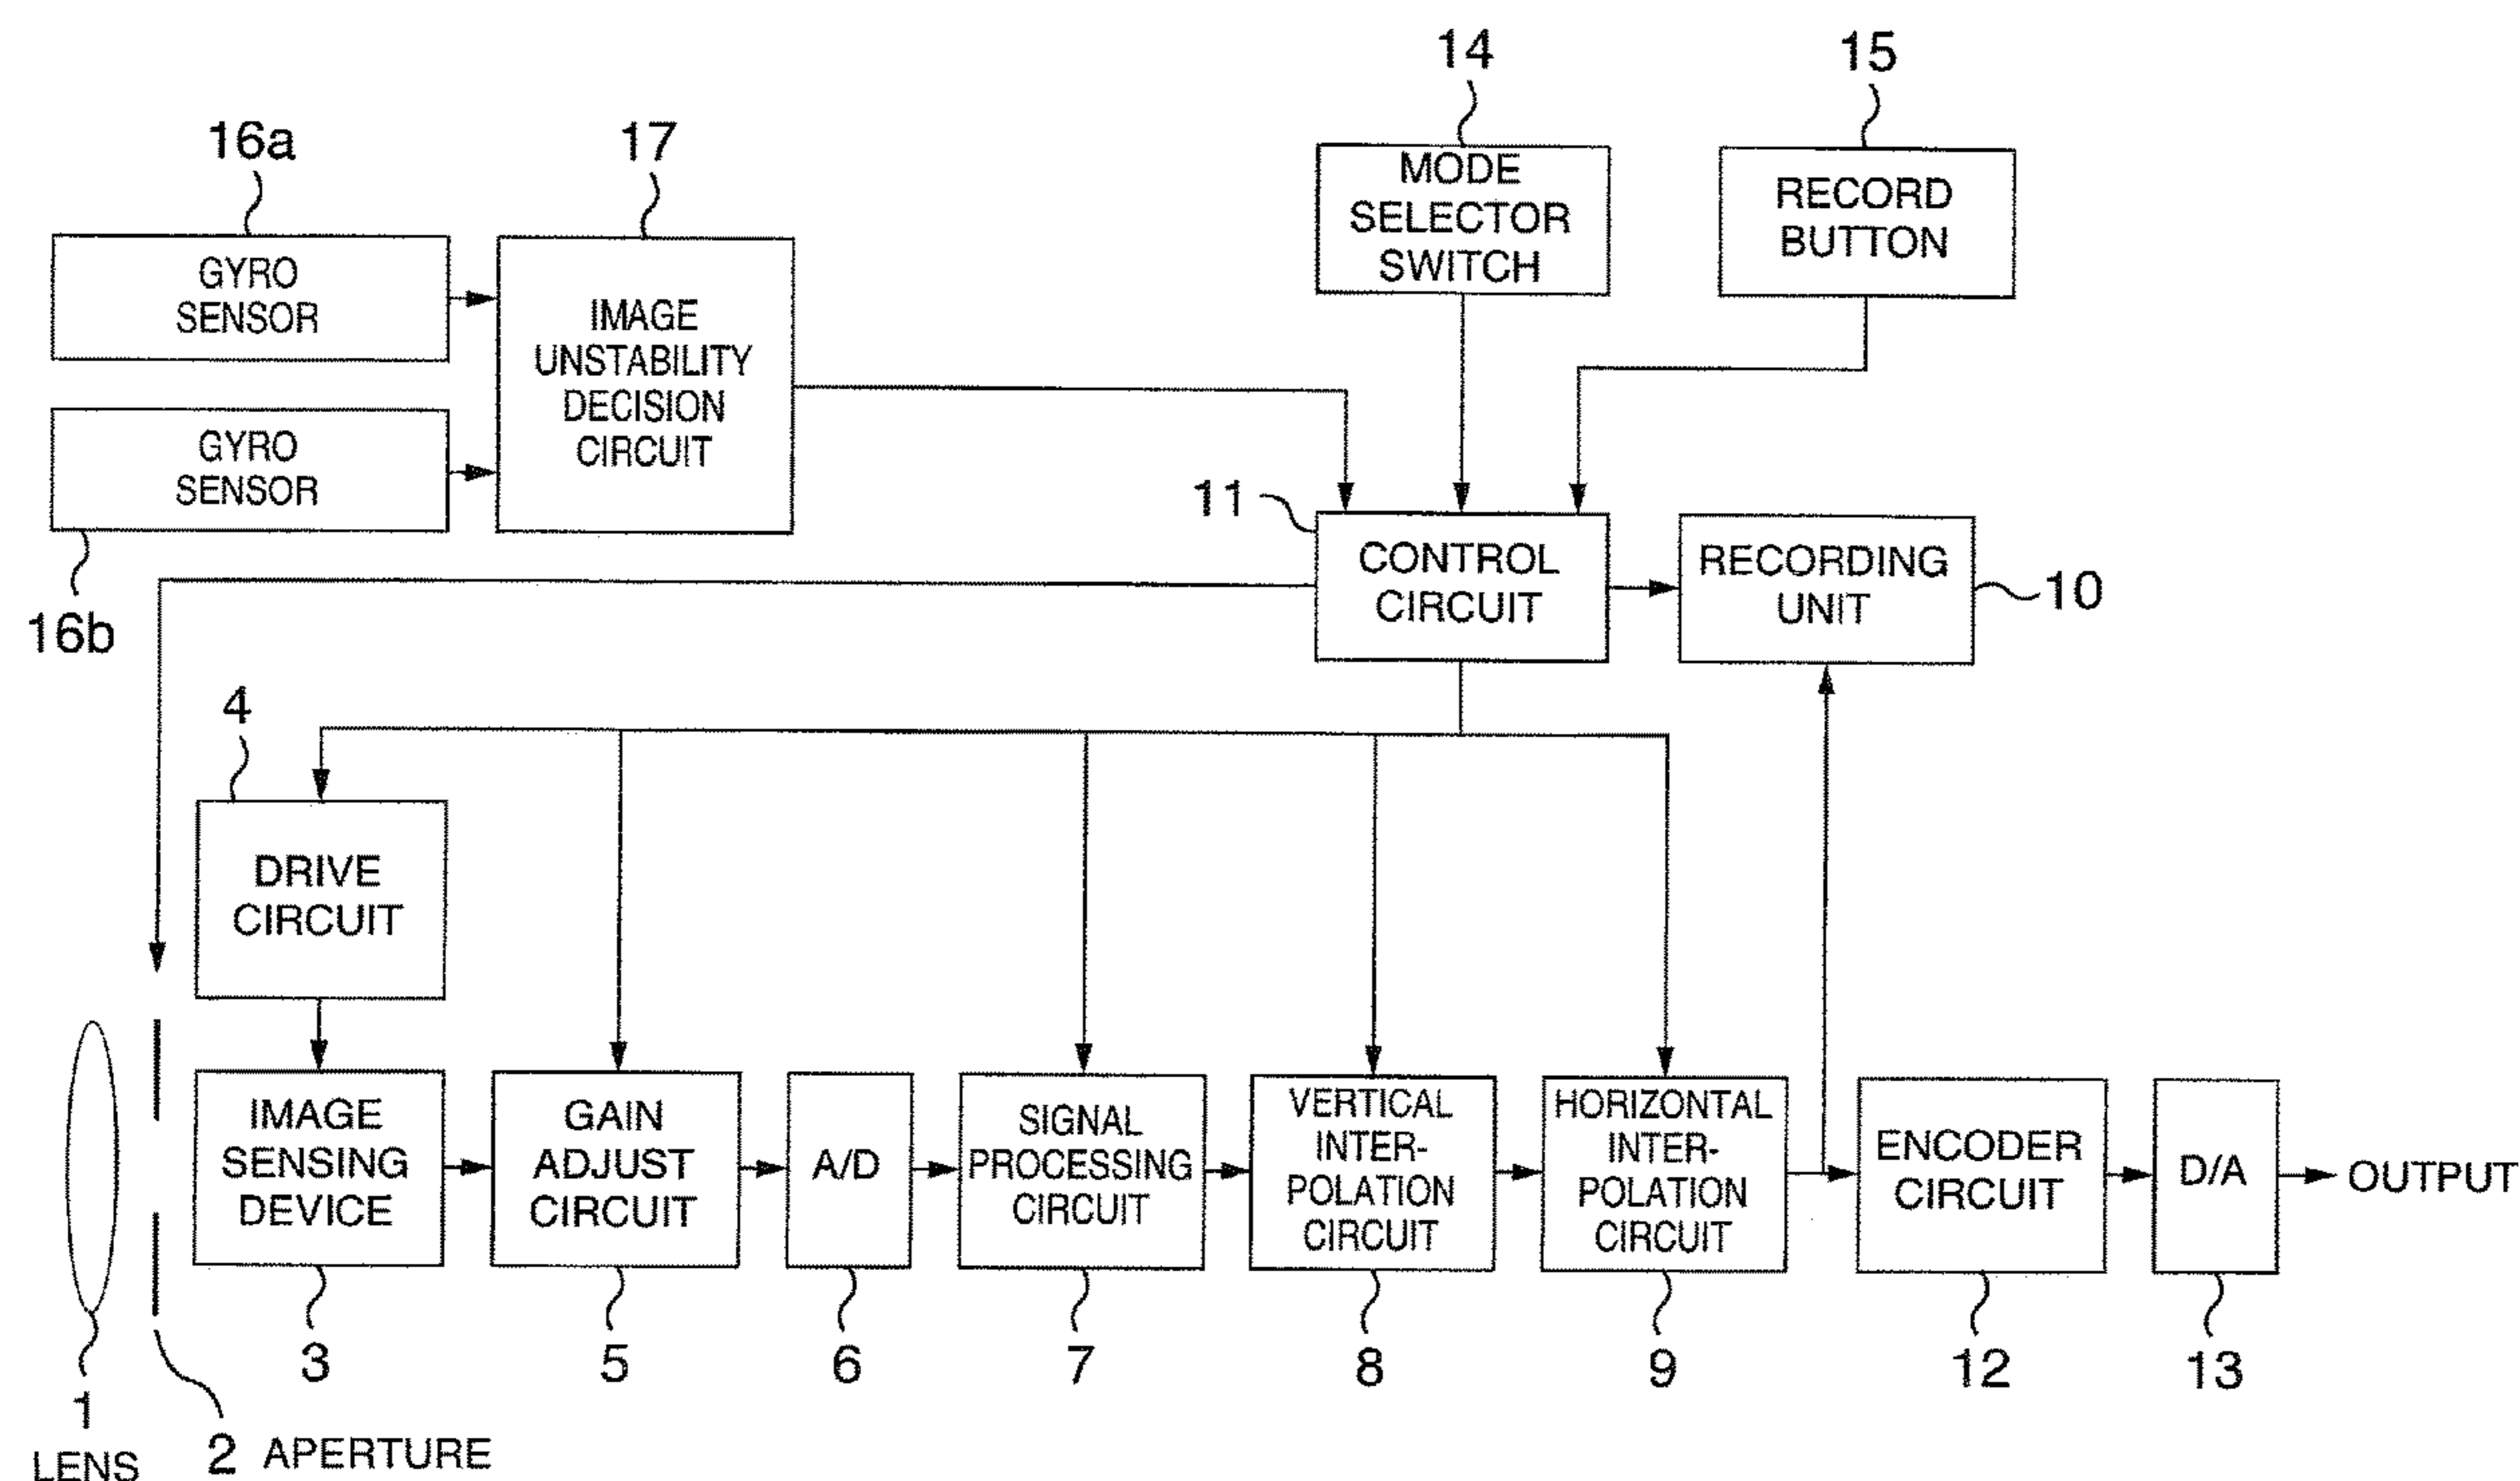 14
15
16a
17
MODE
SELECTOR
SWITCH
RECORD
BUTTON
GYRO
SENSOR
IMAGE
UNSTABILITY
DECISION
CIRCUIT
GYRO
SENSOR
16b
11
CONTROL
CIRCUIT
RECORDING
UNIT
10
4
DRIVE
CIRCUIT
IMAGE
SENSING
DEVICE
GAIN
ADJUST
CIRCUIT
A/D
SIGNAL
PROCESSING
CIRCUIT
VERTICAL
INTER-
POLATION
CIRCUIT
HORIZONTAL
INTER-
POLATION
CIRCUIT
ENCODER
CIRCUIT
D/A
OUTPUT
3
5
6
7
8
9
12
13
1
LENS
2 APERTURE